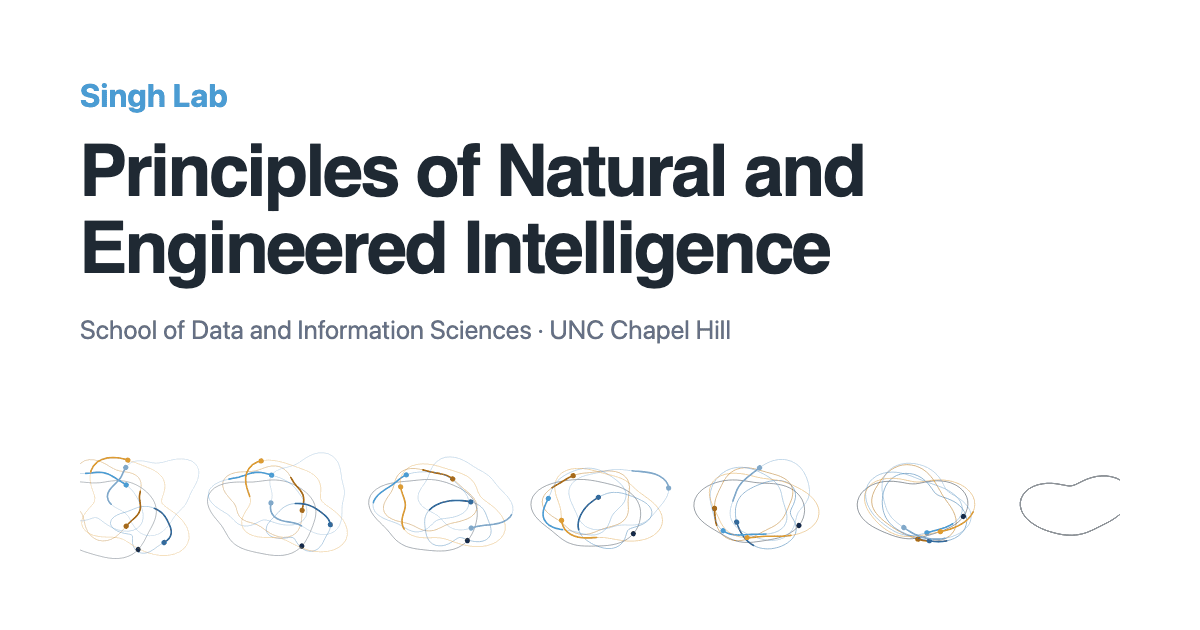 Singh Lab
Principles of Natural and
Engineered Intelligence
School of Data and Information Sciences · UNC Chapel Hill